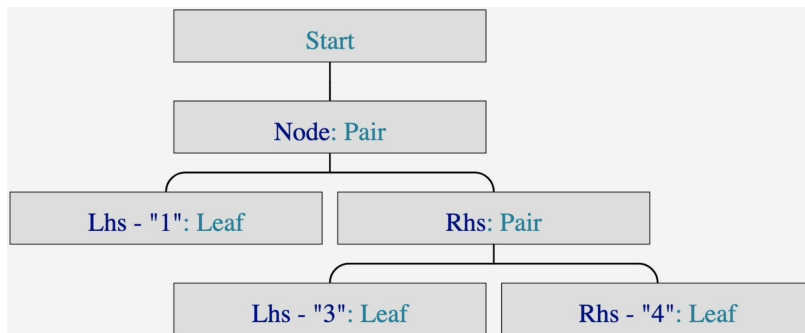 Start
Node: Pair
Lhs - "1": Leaf
Rhs: Pair
Lhs - "3": Leaf
Rhs - "4": Leaf